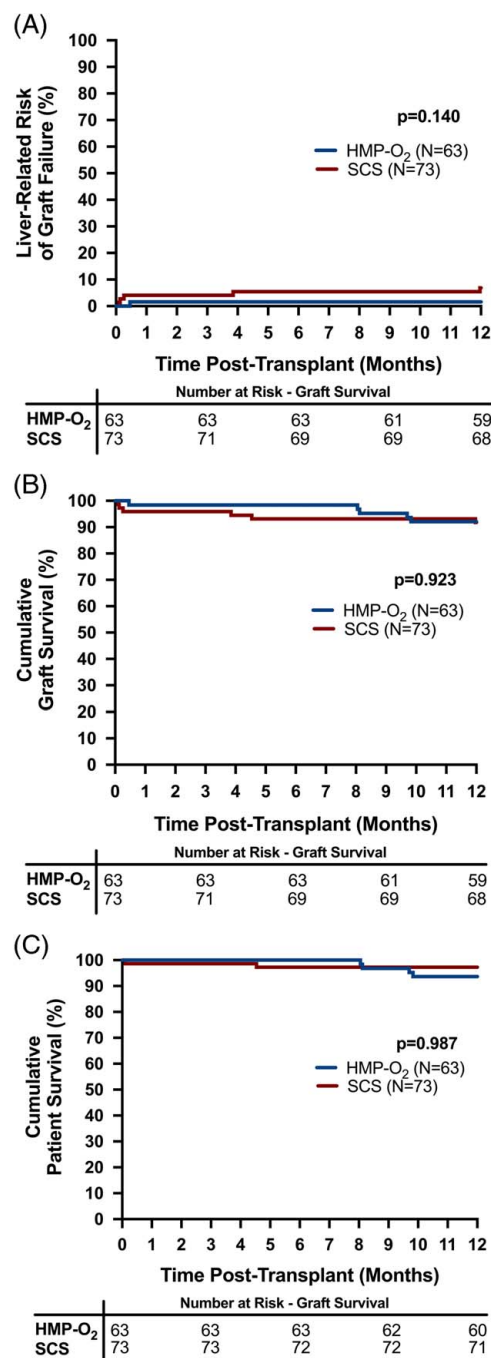 (A)
Liver-Related Risk
of Graft Failure (%)
100
90
80
70
60
50
40
30
20
10
0
p=0.140
HMP-O₂ (N=63)
SCS (N=73)
0 1 2 3 4 5 6 7 8 9 10 11 12
Time Post-Transplant (Months)
Number at Risk - Graft Survival
HMP-O₂ 63 63 63 61 59
SCS 73 71 69 69 68
(B)
Cumulative
Graft Survival (%)
100
90
80
70
60
50
40
30
20
10
0
p=0.923
HMP-O₂ (N=63)
SCS (N=73)
0 1 2 3 4 5 6 7 8 9 10 11 12
Time Post-Transplant (Months)
Number at Risk - Graft Survival
HMP-O₂ 63 63 63 61 59
SCS 73 71 69 69 68
(C)
Cumulative
Patient Survival (%)
100
90
80
70
60
50
40
30
20
10
0
p=0.987
HMP-O₂ (N=63)
SCS (N=73)
0 1 2 3 4 5 6 7 8 9 10 11 12
Time Post-Transplant (Months)
Number at Risk - Graft Survival
HMP-O₂ 63 63 63 62 60
SCS 73 73 72 72 71